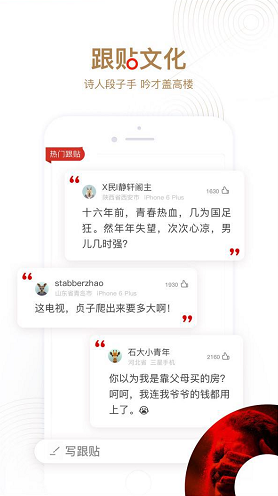 跟贴文化
诗人段子手 吟才盖高楼
热门跟贴
X民I静轩阁主
陕西省西安市 iPhone 6 Plus
1630
十六年前，青春热血，几为国足
狂。然年年失望，次次心凉，男
儿几时强？
stabberzhao
山东省青岛市 iPhone 6 Plus
1930
这电视，贞子爬出来要多大啊！
石大小青年
河北省 三星手机
2160
你以为我是靠父母买的房？
呵呵，我连我爷爷的钱都用
上了。😭
写跟贴